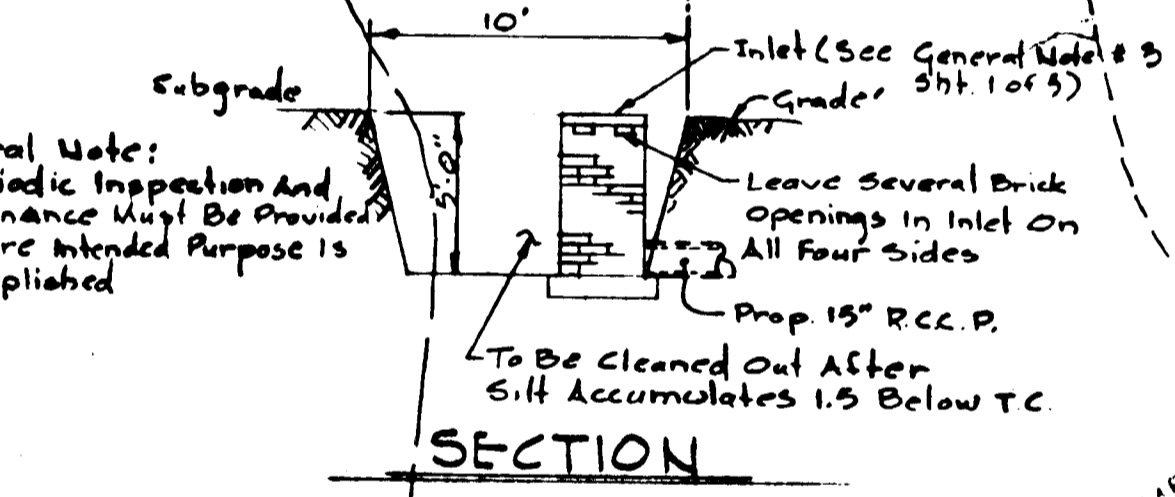 10'
Inlet (See General Note # 3
Sht. 1 of 3)
Subgrade
Grade
al Note:
iodic Inspection And
nance Must Be Provided
re Intended Purpose Is
plished
5'-0"
Leave Several Brick
Openings In Inlet On
All Four Sides
Prop. 15" R.C.C.P.
To Be Cleaned Out After
Silt Accumulates 1.5 Below T.C.
SECTION